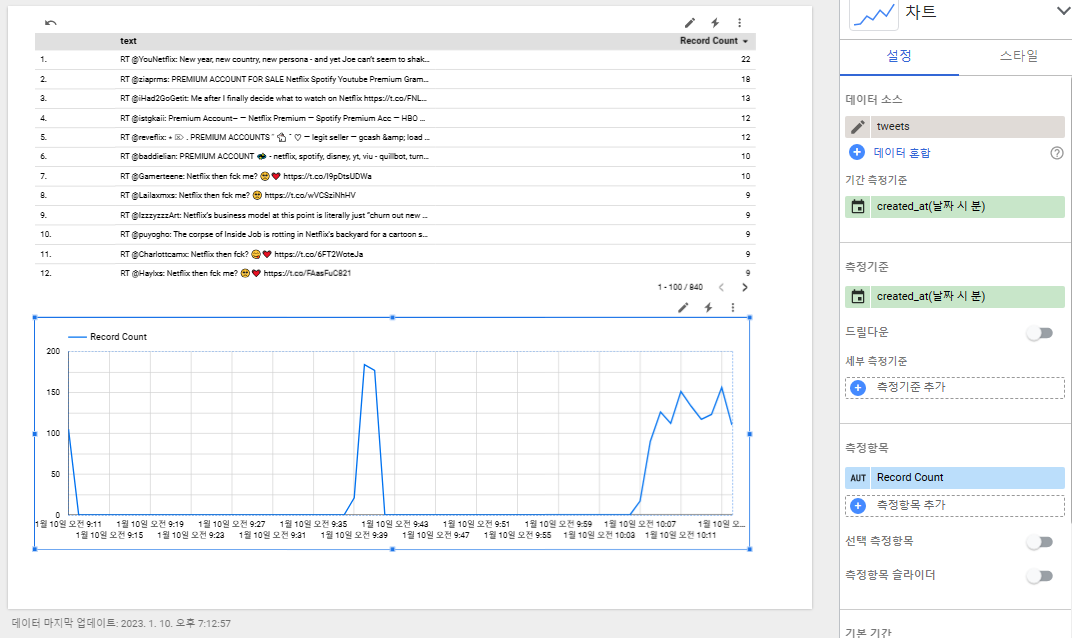 text Record Count
1. RT @YouNetflix: New year, new country, new persona - and yet Joe can't seem to shak... 22
2. RT @ziaprms: PREMIUM ACCOUNT FOR SALE Netflix Spotify Youtube Premium Gram... 18
3. RT @iHad2GoGetit: Me after I finally decide what to watch on Netflix https://t.co/FNL... 13
4. RT @istgkaii: Premium Account– — Netflix Premium — Spotify Premium Acc — HBO ... 12
5. RT @reveflix: ⋆ ⌦ . PREMIUM ACCOUNTS ♡ — legit seller — gcash &amp; load ... 12
6. RT @baddielian: PREMIUM ACCOUNT - netflix, spotify, disney, yt, viu - quillbot, turn... 10
7. RT @Gamerteene: Netflix then fck me? 🥺❤️ https://t.co/I9pDtsUDWa 10
8. RT @Lailaxmxs: Netflix then fck me? 🥺 https://t.co/wVCSziNhHV 9
9. RT @IzzzyzzzArt: Netflix's business model at this point is literally just "churn out new ... 9
10. RT @puyogho: The corpse of Inside Job is rotting in Netflix's backyard for a cartoon s... 9
11. RT @Charlottcamx: Netflix then fck? 😋❤️ https://t.co/6FT2WoteJa 9
12. RT @Haylxs: Netflix then fck me? 🥺❤️ https://t.co/FAasFuC821 9
1 - 100 / 840
Record Count
200
150
100
50
0
1월 10일 오전 9:11 1월 10일 오전 9:19 1월 10일 오전 9:27 1월 10일 오전 9:35 1월 10일 오전 9:43 1월 10일 오전 9:51 1월 10일 오전 9:59 1월 10일 오전 10:07 1월 10일 오...
1월 10일 오전 9:15 1월 10일 오전 9:23 1월 10일 오전 9:31 1월 10일 오전 9:39 1월 10일 오전 9:47 1월 10일 오전 9:55 1월 10일 오전 10:03 1월 10일 오전 10:11
데이터 마지막 업데이트: 2023. 1. 10. 오후 7:12:57
차트
설정 스타일
데이터 소스
tweets
데이터 혼합
기간 측정기준
created_at(날짜 시 분)
측정기준
created_at(날짜 시 분)
드릴다운
세부 측정기준
측정기준 추가
측정항목
AUT Record Count
측정항목 추가
선택 측정항목
측정항목 슬라이더
기본 기간